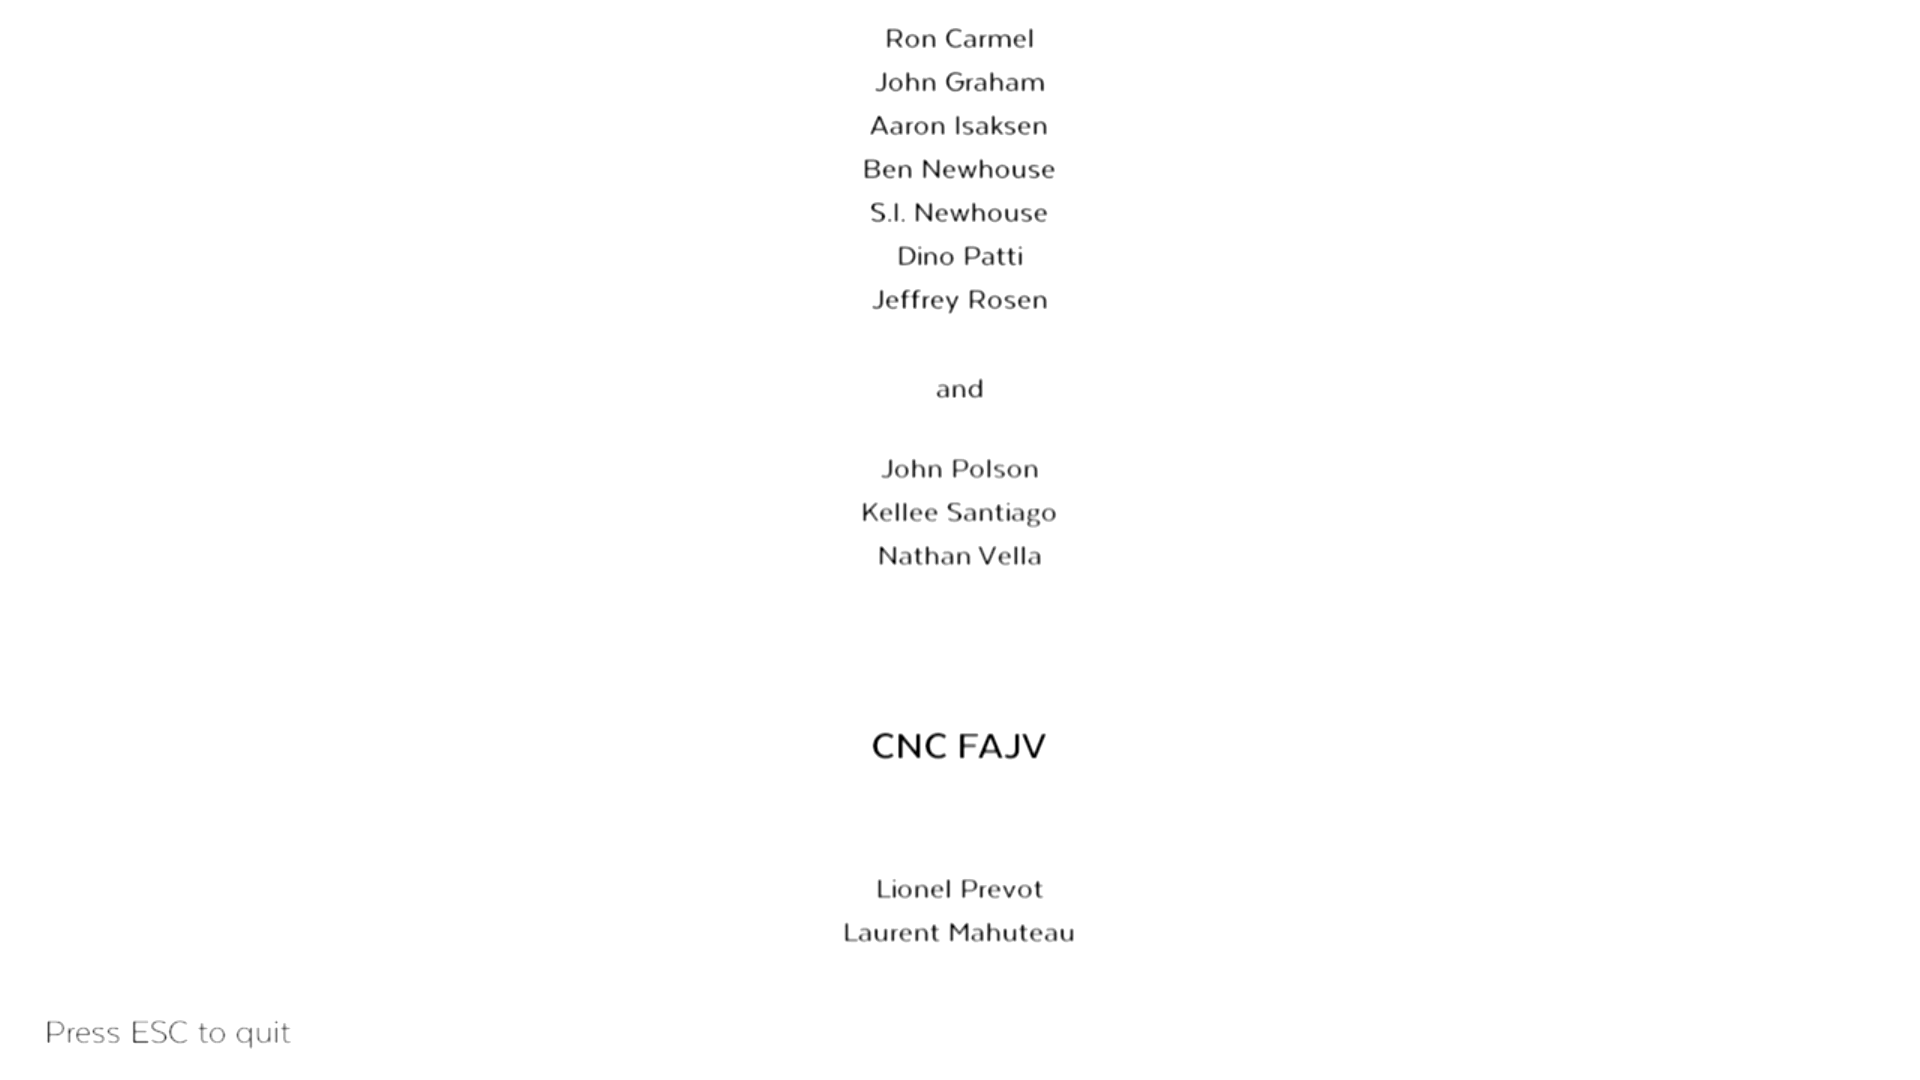 Ron Carmel
John Graham
Aaron Isaksen
Ben Newhouse
S.I. Newhouse
Dino Patti
Jeffrey Rosen
and
John Polson
Kellee Santiago
Nathan Vella
CNC FAJV
Lionel Prevot
Laurent Mahuteau
Press ESC to quit